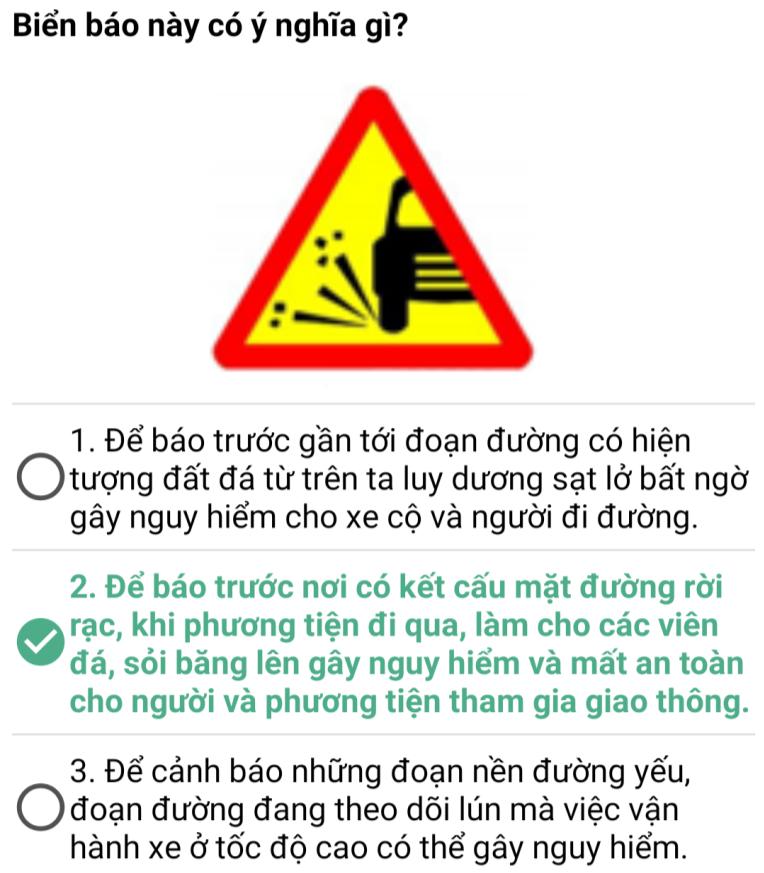 Biển báo này có ý nghĩa gì?
1. Để báo trước gần tới đoạn đường có hiện
tượng đất đá từ trên ta luy dương sạt lở bất ngờ
gây nguy hiểm cho xe cộ và người đi đường.
2. Để báo trước nơi có kết cấu mặt đường rời
rạc, khi phương tiện đi qua, làm cho các viên
đá, sỏi băng lên gây nguy hiểm và mất an toàn
cho người và phương tiện tham gia giao thông.
3. Để cảnh báo những đoạn nền đường yếu,
đoạn đường đang theo dõi lún mà việc vận
hành xe ở tốc độ cao có thể gây nguy hiểm.